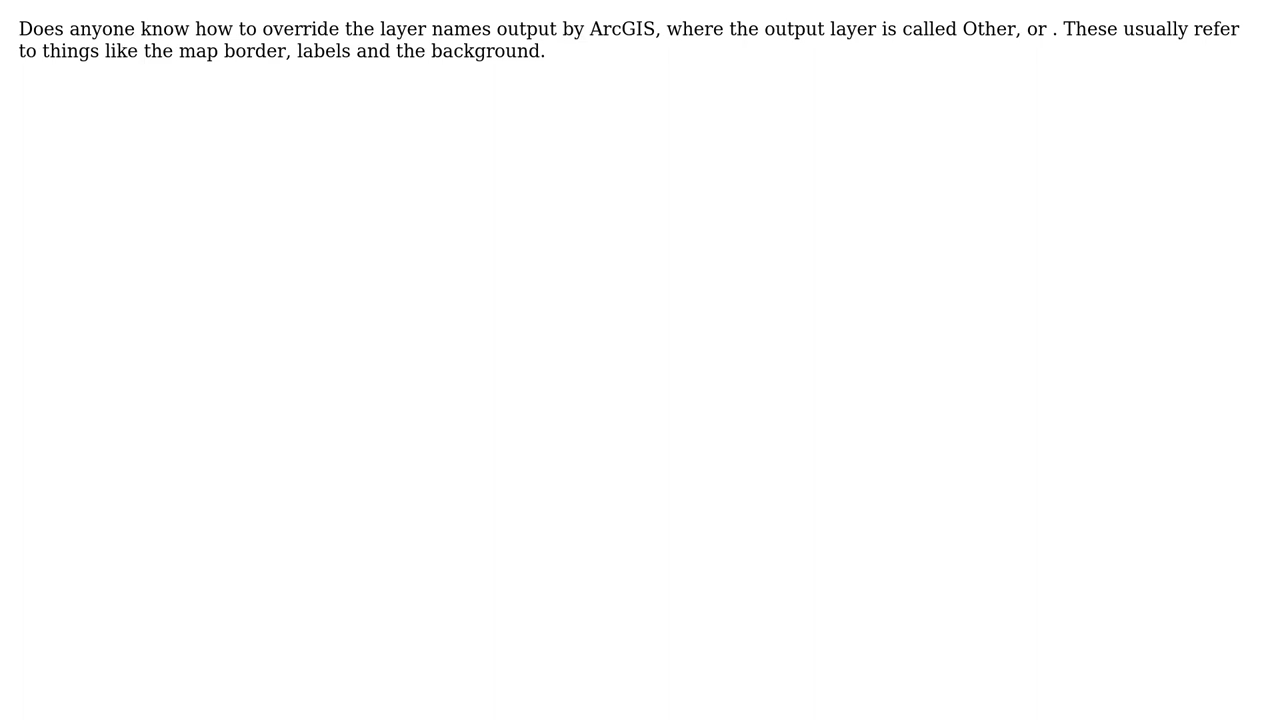 Does anyone know how to override the layer names output by ArcGIS, where the output layer is called Other, or . These usually refer
to things like the map border, labels and the background.